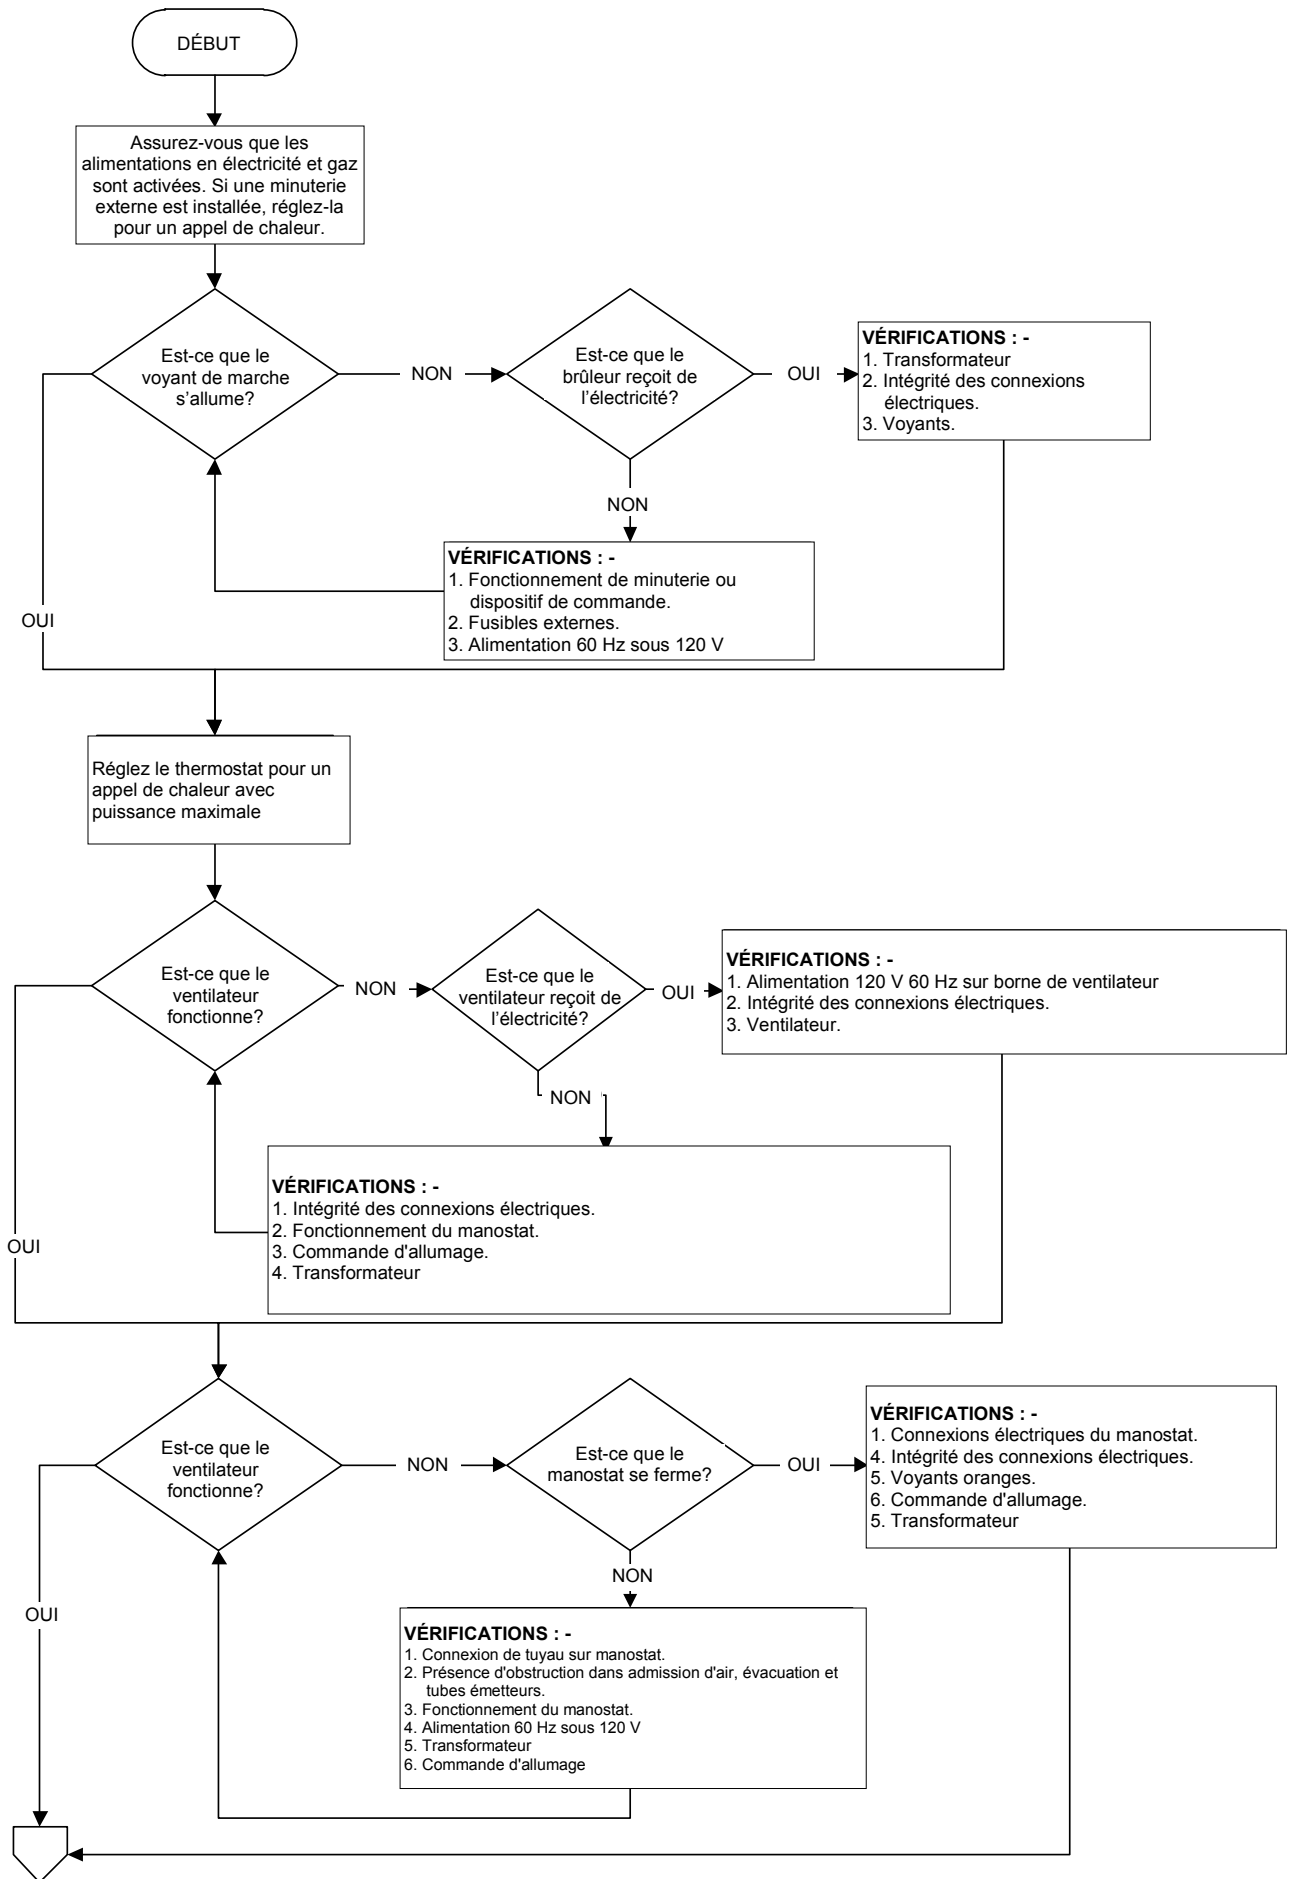 DÉBUT
Assurez-vous que les
alimentations en électricité et gaz
sont activées. Si une minuterie
externe est installée, réglez-la
pour un appel de chaleur.
Est-ce que le
voyant de marche
s’allume?
NON
Est-ce que le
brûleur reçoit de
l’électricité?
OUI
VÉRIFICATIONS : -
1. Transformateur
2. Intégrité des connexions
électriques.
3. Voyants.
NON
VÉRIFICATIONS : -
1. Fonctionnement de minuterie ou
dispositif de commande.
2. Fusibles externes.
3. Alimentation 60 Hz sous 120 V
OUI
Réglez le thermostat pour un
appel de chaleur avec
puissance maximale
Est-ce que le
ventilateur
fonctionne?
NON
Est-ce que le
ventilateur reçoit de
l’électricité?
OUI
VÉRIFICATIONS : -
1. Alimentation 120 V 60 Hz sur borne de ventilateur
2. Intégrité des connexions électriques.
3. Ventilateur.
NON
VÉRIFICATIONS : -
1. Intégrité des connexions électriques.
2. Fonctionnement du manostat.
3. Commande d'allumage.
4. Transformateur
OUI
Est-ce que le
ventilateur
fonctionne?
NON
Est-ce que le
manostat se ferme?
OUI
VÉRIFICATIONS : -
1. Connexions électriques du manostat.
4. Intégrité des connexions électriques.
5. Voyants oranges.
6. Commande d'allumage.
5. Transformateur
NON
OUI
VÉRIFICATIONS : -
1. Connexion de tuyau sur manostat.
2. Présence d'obstruction dans admission d'air, évacuation et
tubes émetteurs.
3. Fonctionnement du manostat.
4. Alimentation 60 Hz sous 120 V
5. Transformateur
6. Commande d'allumage